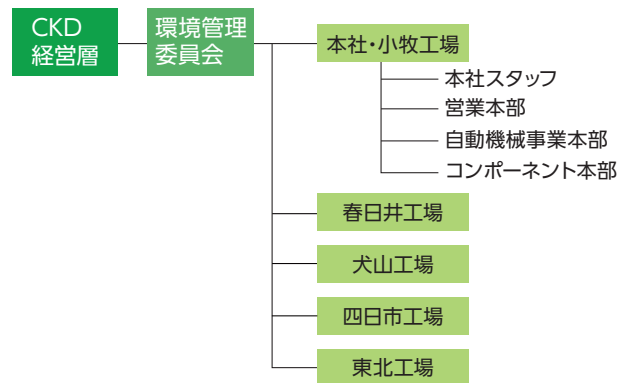 CKD
経営層
環境管理
委員会
本社・小牧工場
本社スタッフ
営業本部
自動機械事業本部
コンポーネント本部
春日井工場
犬山工場
四日市工場
東北工場